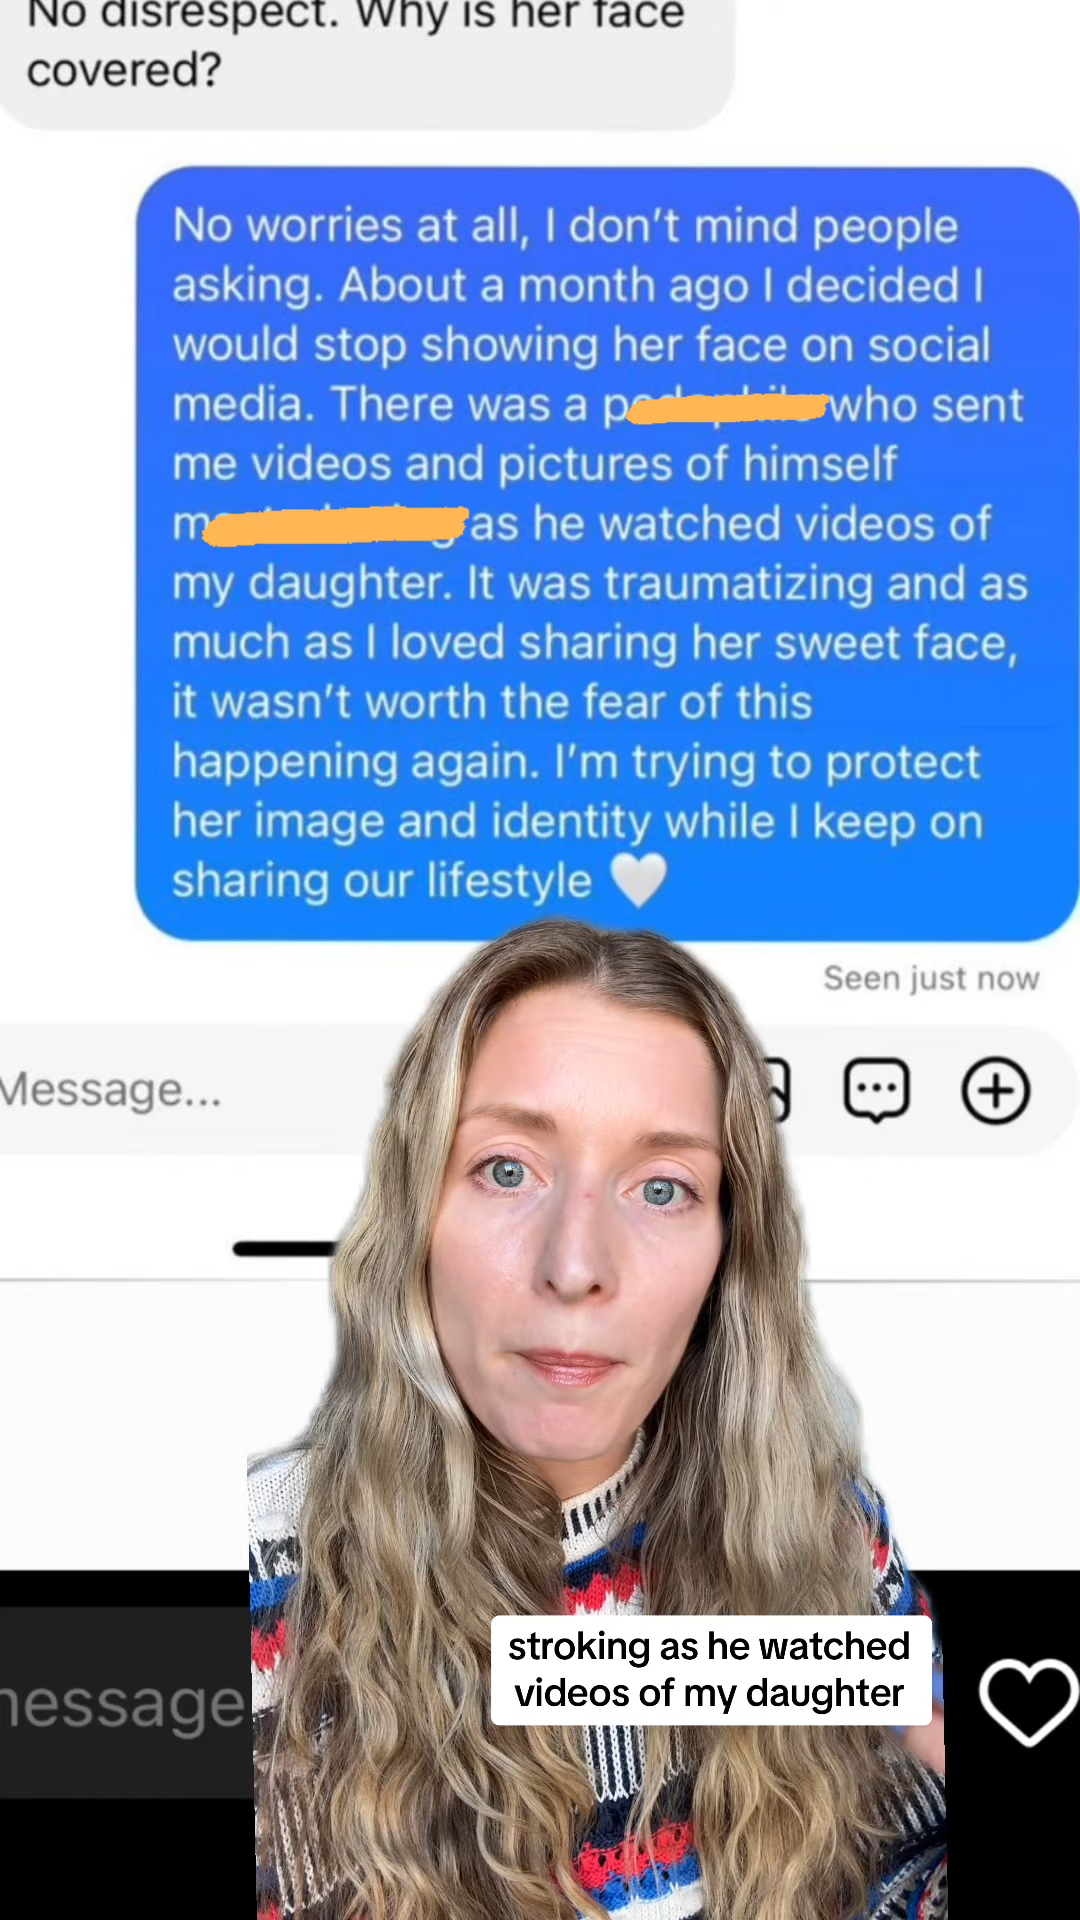 No disrespect. Why is her face
covered?
No worries at all, I don't mind people
asking. About a month ago I decided I
would stop showing her face on social
media. There was a who sent
me videos and pictures of himself
as he watched videos of
my daughter. It was traumatizing and as
much as I loved sharing her sweet face,
it wasn't worth the fear of this
happening again. I'm trying to protect
her image and identity while I keep on
sharing our lifestyle 🤍
Seen just now
Message...
message
stroking as he watched
videos of my daughter